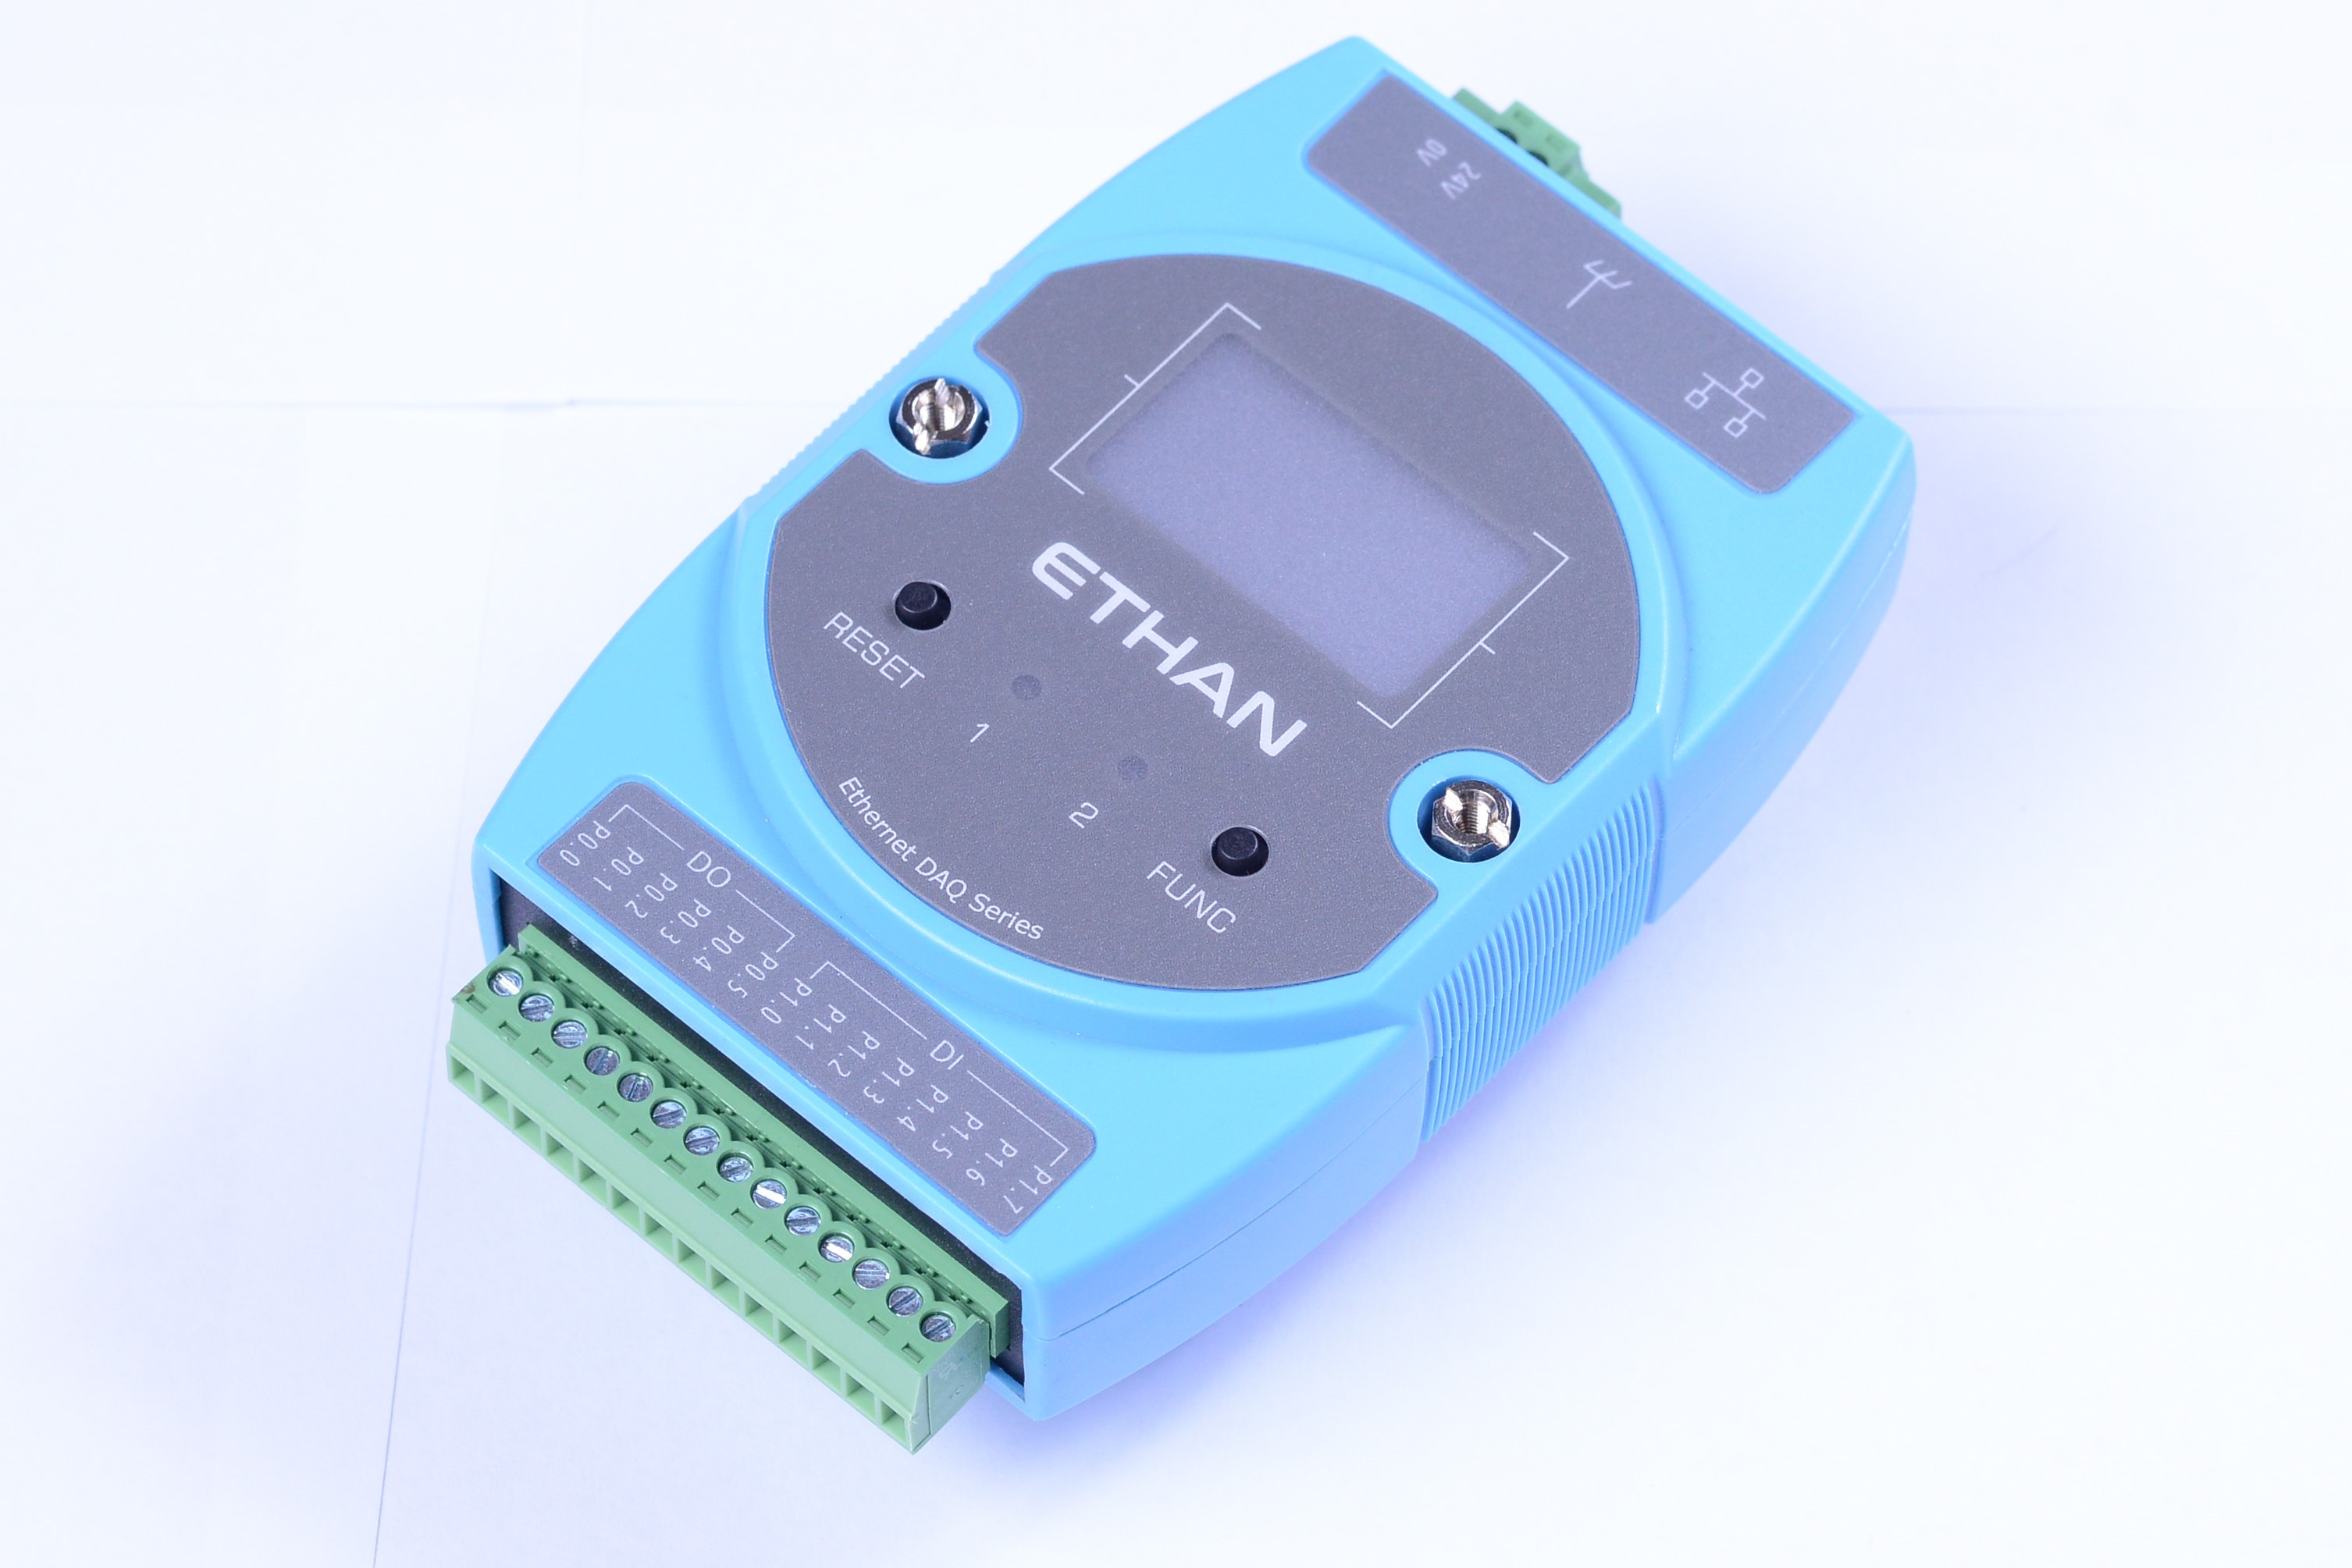 0V
24V
ETHAN
RESET
1
2
FUNC
Ethernet DAQ Series
DO
P0.0
P0.1
P0.2
P0.3
P0.4
P0.5
DI
P1.0
P1.1
P1.2
P1.3
P1.4
P1.5
P1.6
P1.7